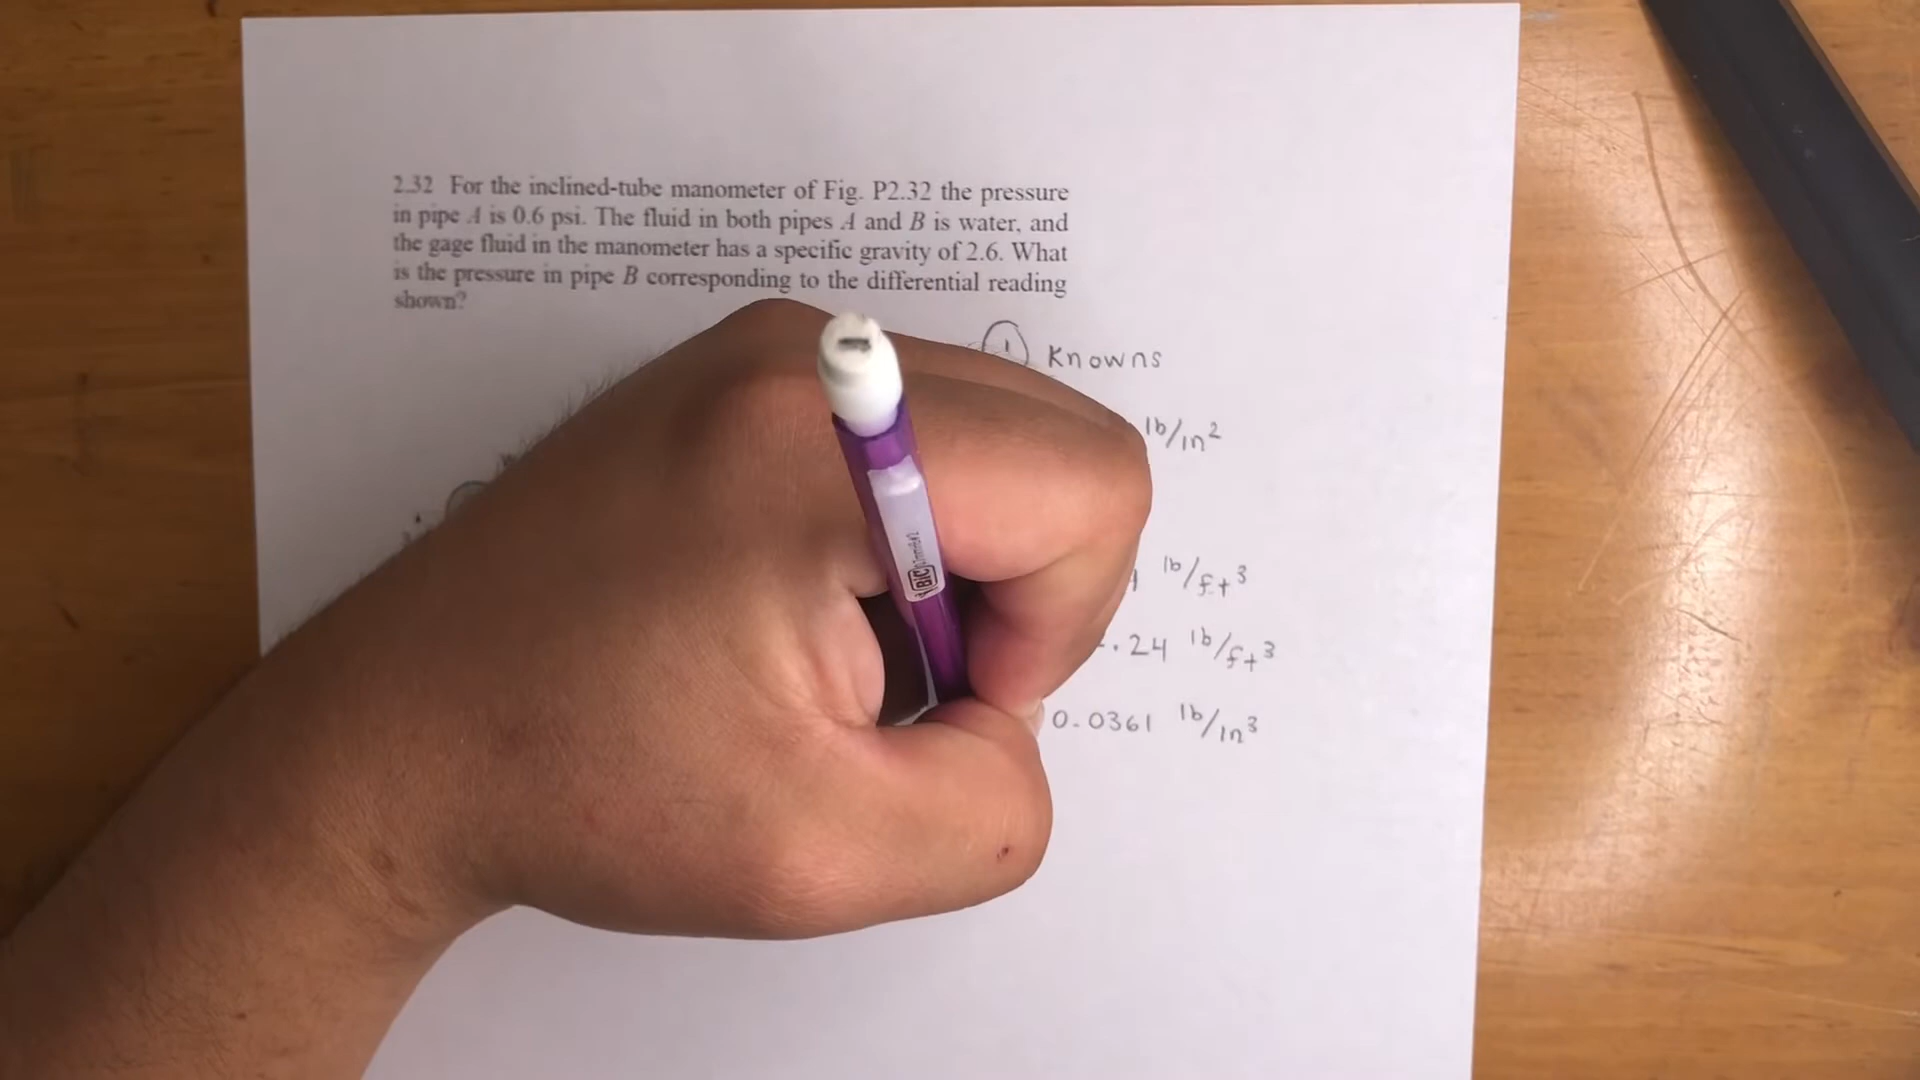 2.32 For the inclined-tube manometer of Fig. P2.32 the pressure
in pipe A is 0.6 psi. The fluid in both pipes A and B is water, and
the gage fluid in the manometer has a specific gravity of 2.6. What
is the pressure in pipe B corresponding to the differential reading
shown?
1 Knowns
lb/in²
lb/ft³
.24 lb/ft³
0.0361 lb/in³
BIC